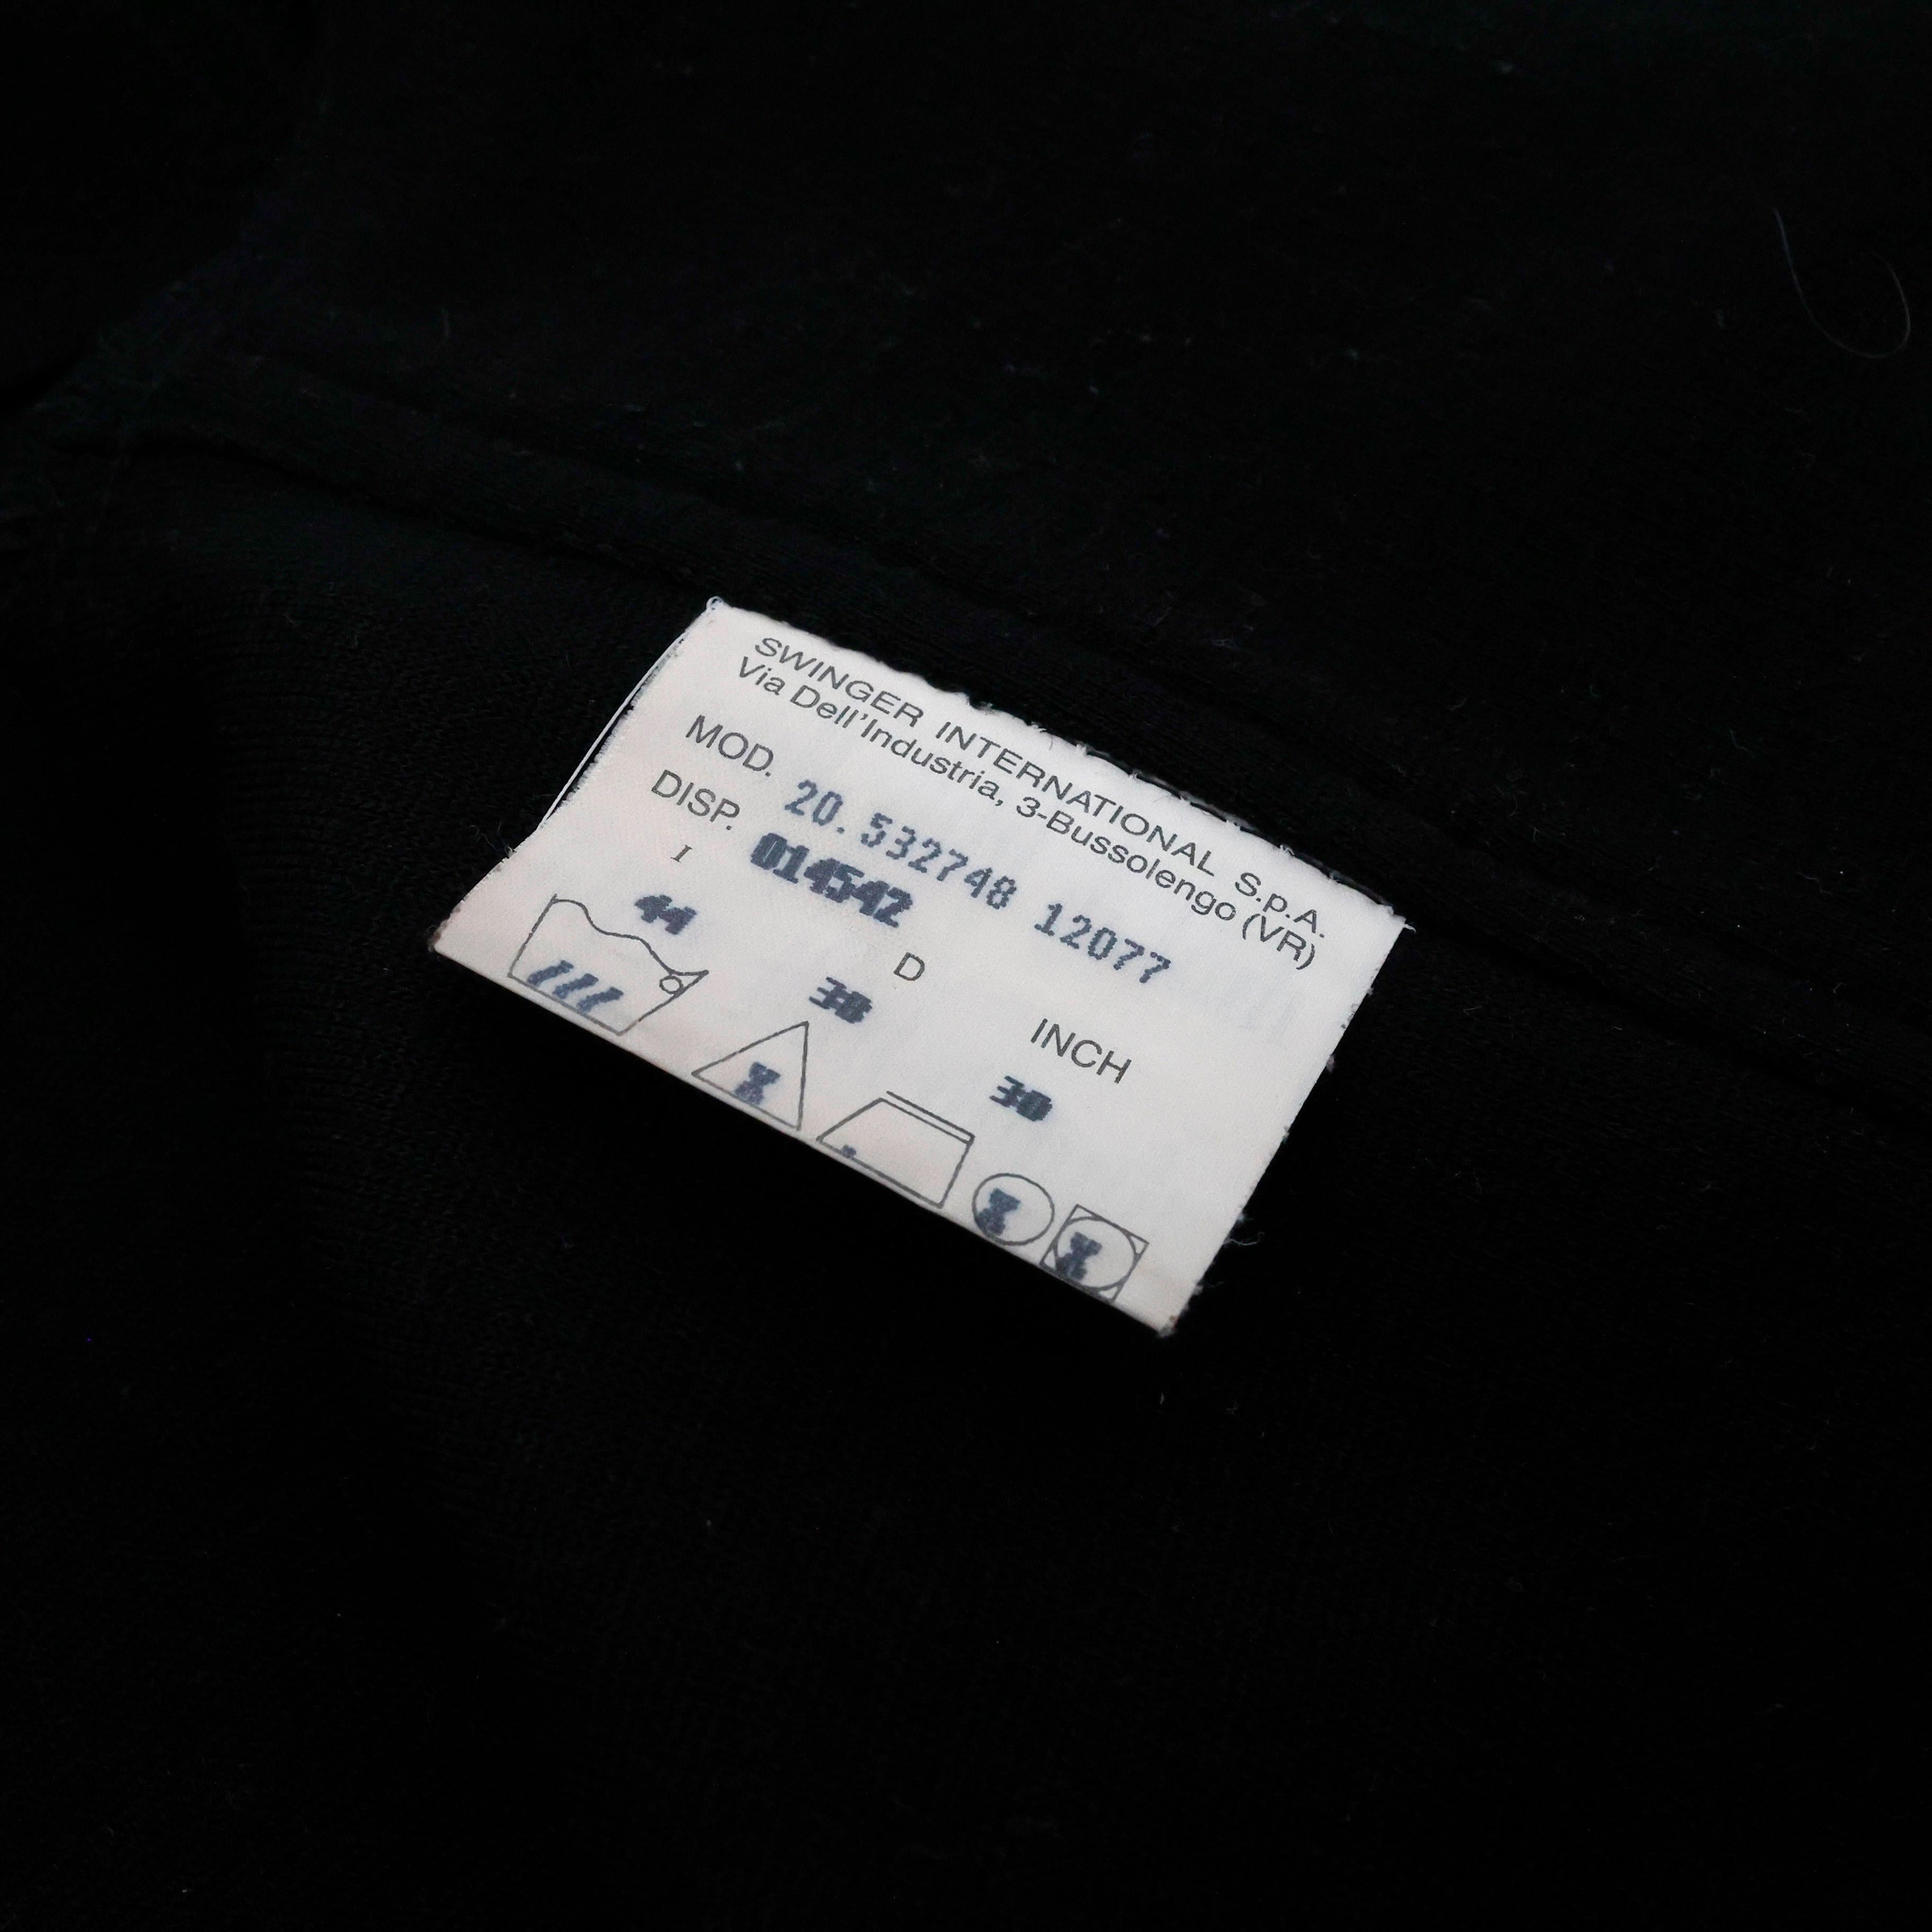 SWINGER INTERNATIONAL S.p.A.
Via Dell'Industria, 3-Bussolengo (VR)
MOD. 20.532748 12077
DISP. 014542
I D INCH
44 38 30